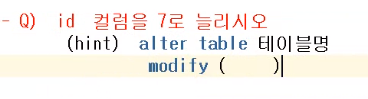 - Q) id 컬럼을 7로 늘리시오
(hint) alter table 테이블명
modify ( )